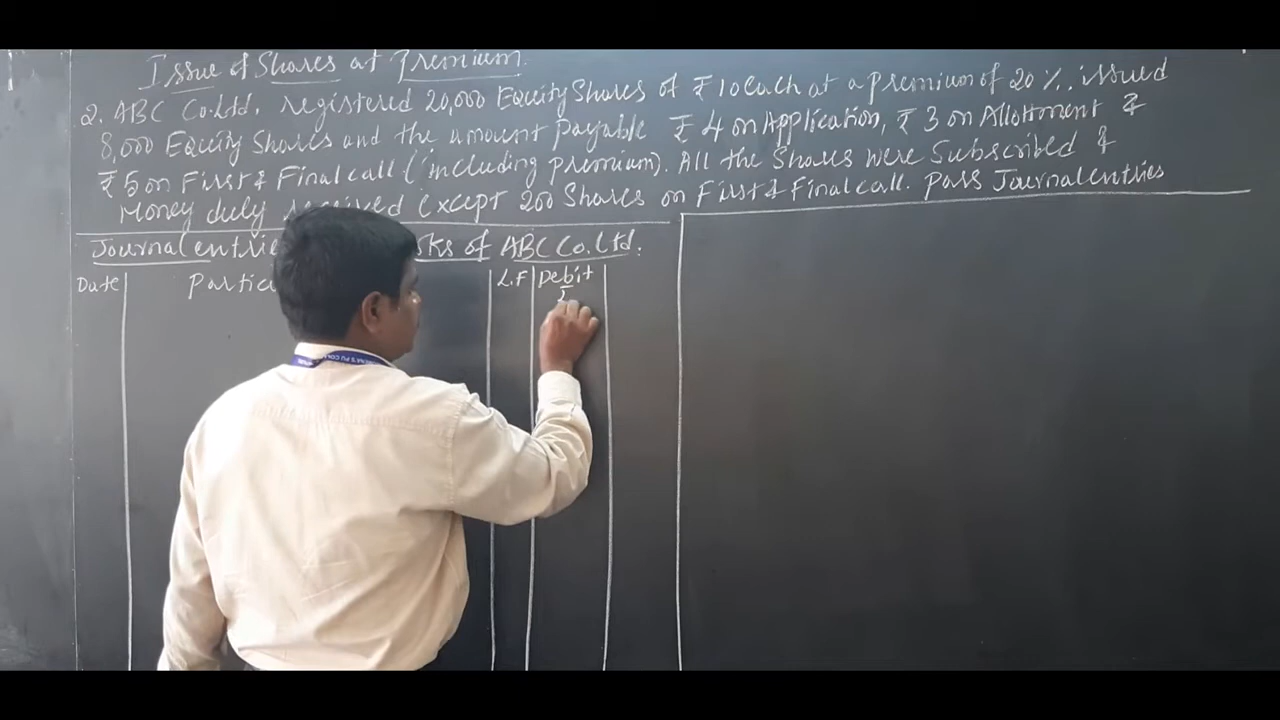 Issue of Shares at Premium.
2. ABC Co.Ltd. registered 20,000 Equity Shares of ₹10 each at a premium of 20%. issued
8,000 Equity Shares and the amount payable ₹4 on Application, ₹3 on Allotment &
₹5 on First & Final call (including premium). All the Shares were Subscribed &
Money duly received except 200 Shares on First & Final call. Pass Journal entries
Journal entrie of ABC Co.Ltd.
Date Partic L.F Debit